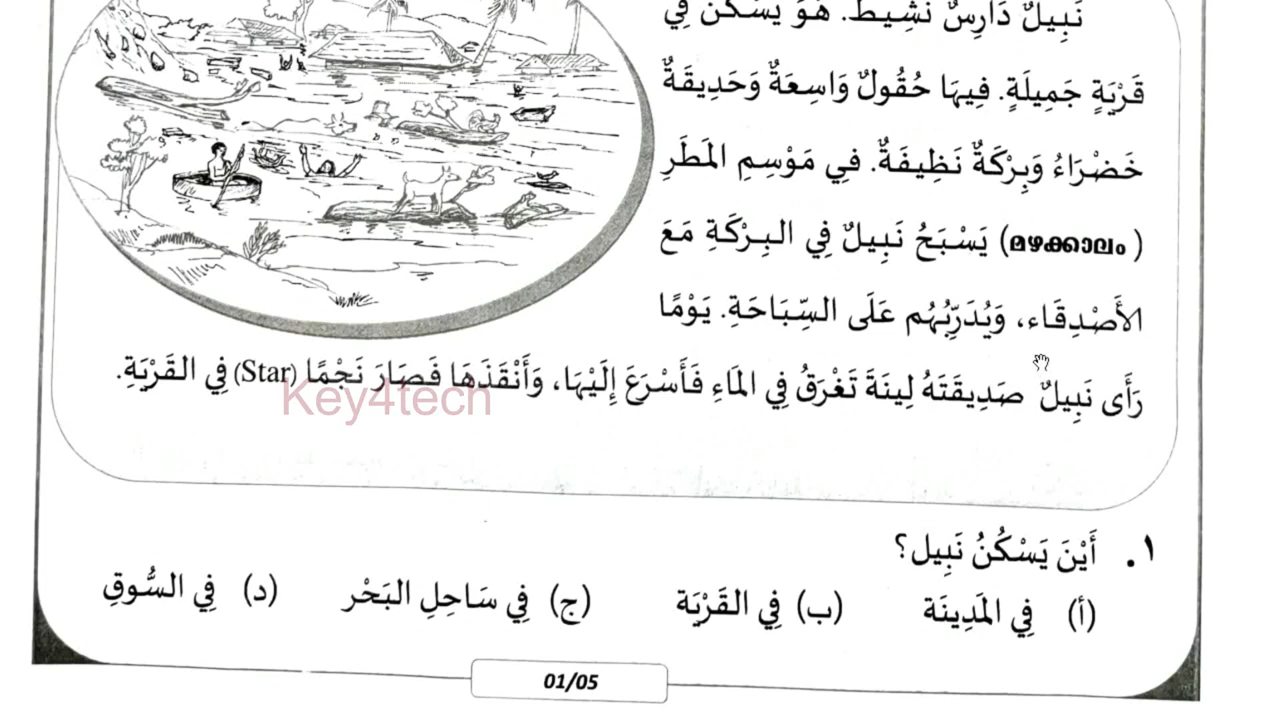 نَبِيلٌ دَارِسٌ نَشِيطٌ. هُوَ يَسْكُنُ فِي
قَرْيَةٍ جَمِيلَةٍ. فِيهَا حُقُولٌ وَاسِعَةٌ وَحَدِيقَةٌ
خَضْرَاءُ وَبِرْكَةٌ نَظِيفَةٌ. فِي مَوْسِمِ المَطَرِ
(മഴക്കാലം) يَسْبَحُ نَبِيلٌ فِي البِرْكَةِ مَعَ
الأَصْدِقَاء، وَيُدَرِّبُهُم عَلَى السِّبَاحَةِ. يَوْمًا
رَأَى نَبِيلٌ صَدِيقَتَهُ لِينَةَ تَغْرَقُ فِي المَاءِ فَأَسْرَعَ إِلَيْهَا، وَأَنْقَذَهَا فَصَارَ نَجْمًا (Star) فِي القَرْيَةِ.
Key4tech
١. أَيْنَ يَسْكُنُ نَبِيل؟
(أ) فِي المَدِينَة (ب) فِي القَرْيَة (ج) فِي سَاحِلِ البَحْر (د) فِي السُّوقِ
01/05